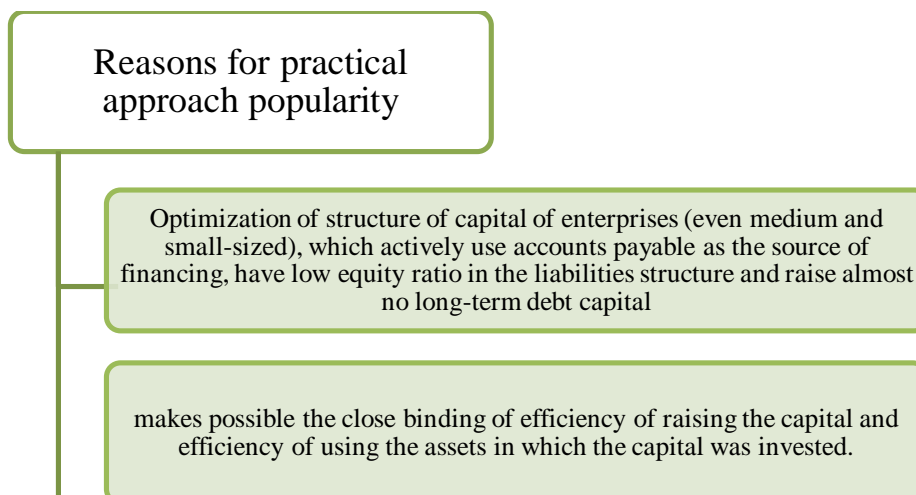 Reasons for practical
approach popularity
Optimization of structure of capital of enterprises (even medium and
small-sized), which actively use accounts payable as the source of
financing, have low equity ratio in the liabilities structure and raise almost
no long-term debt capital
makes possible the close binding of efficiency of raising the capital and
efficiency of using the assets in which the capital was invested.